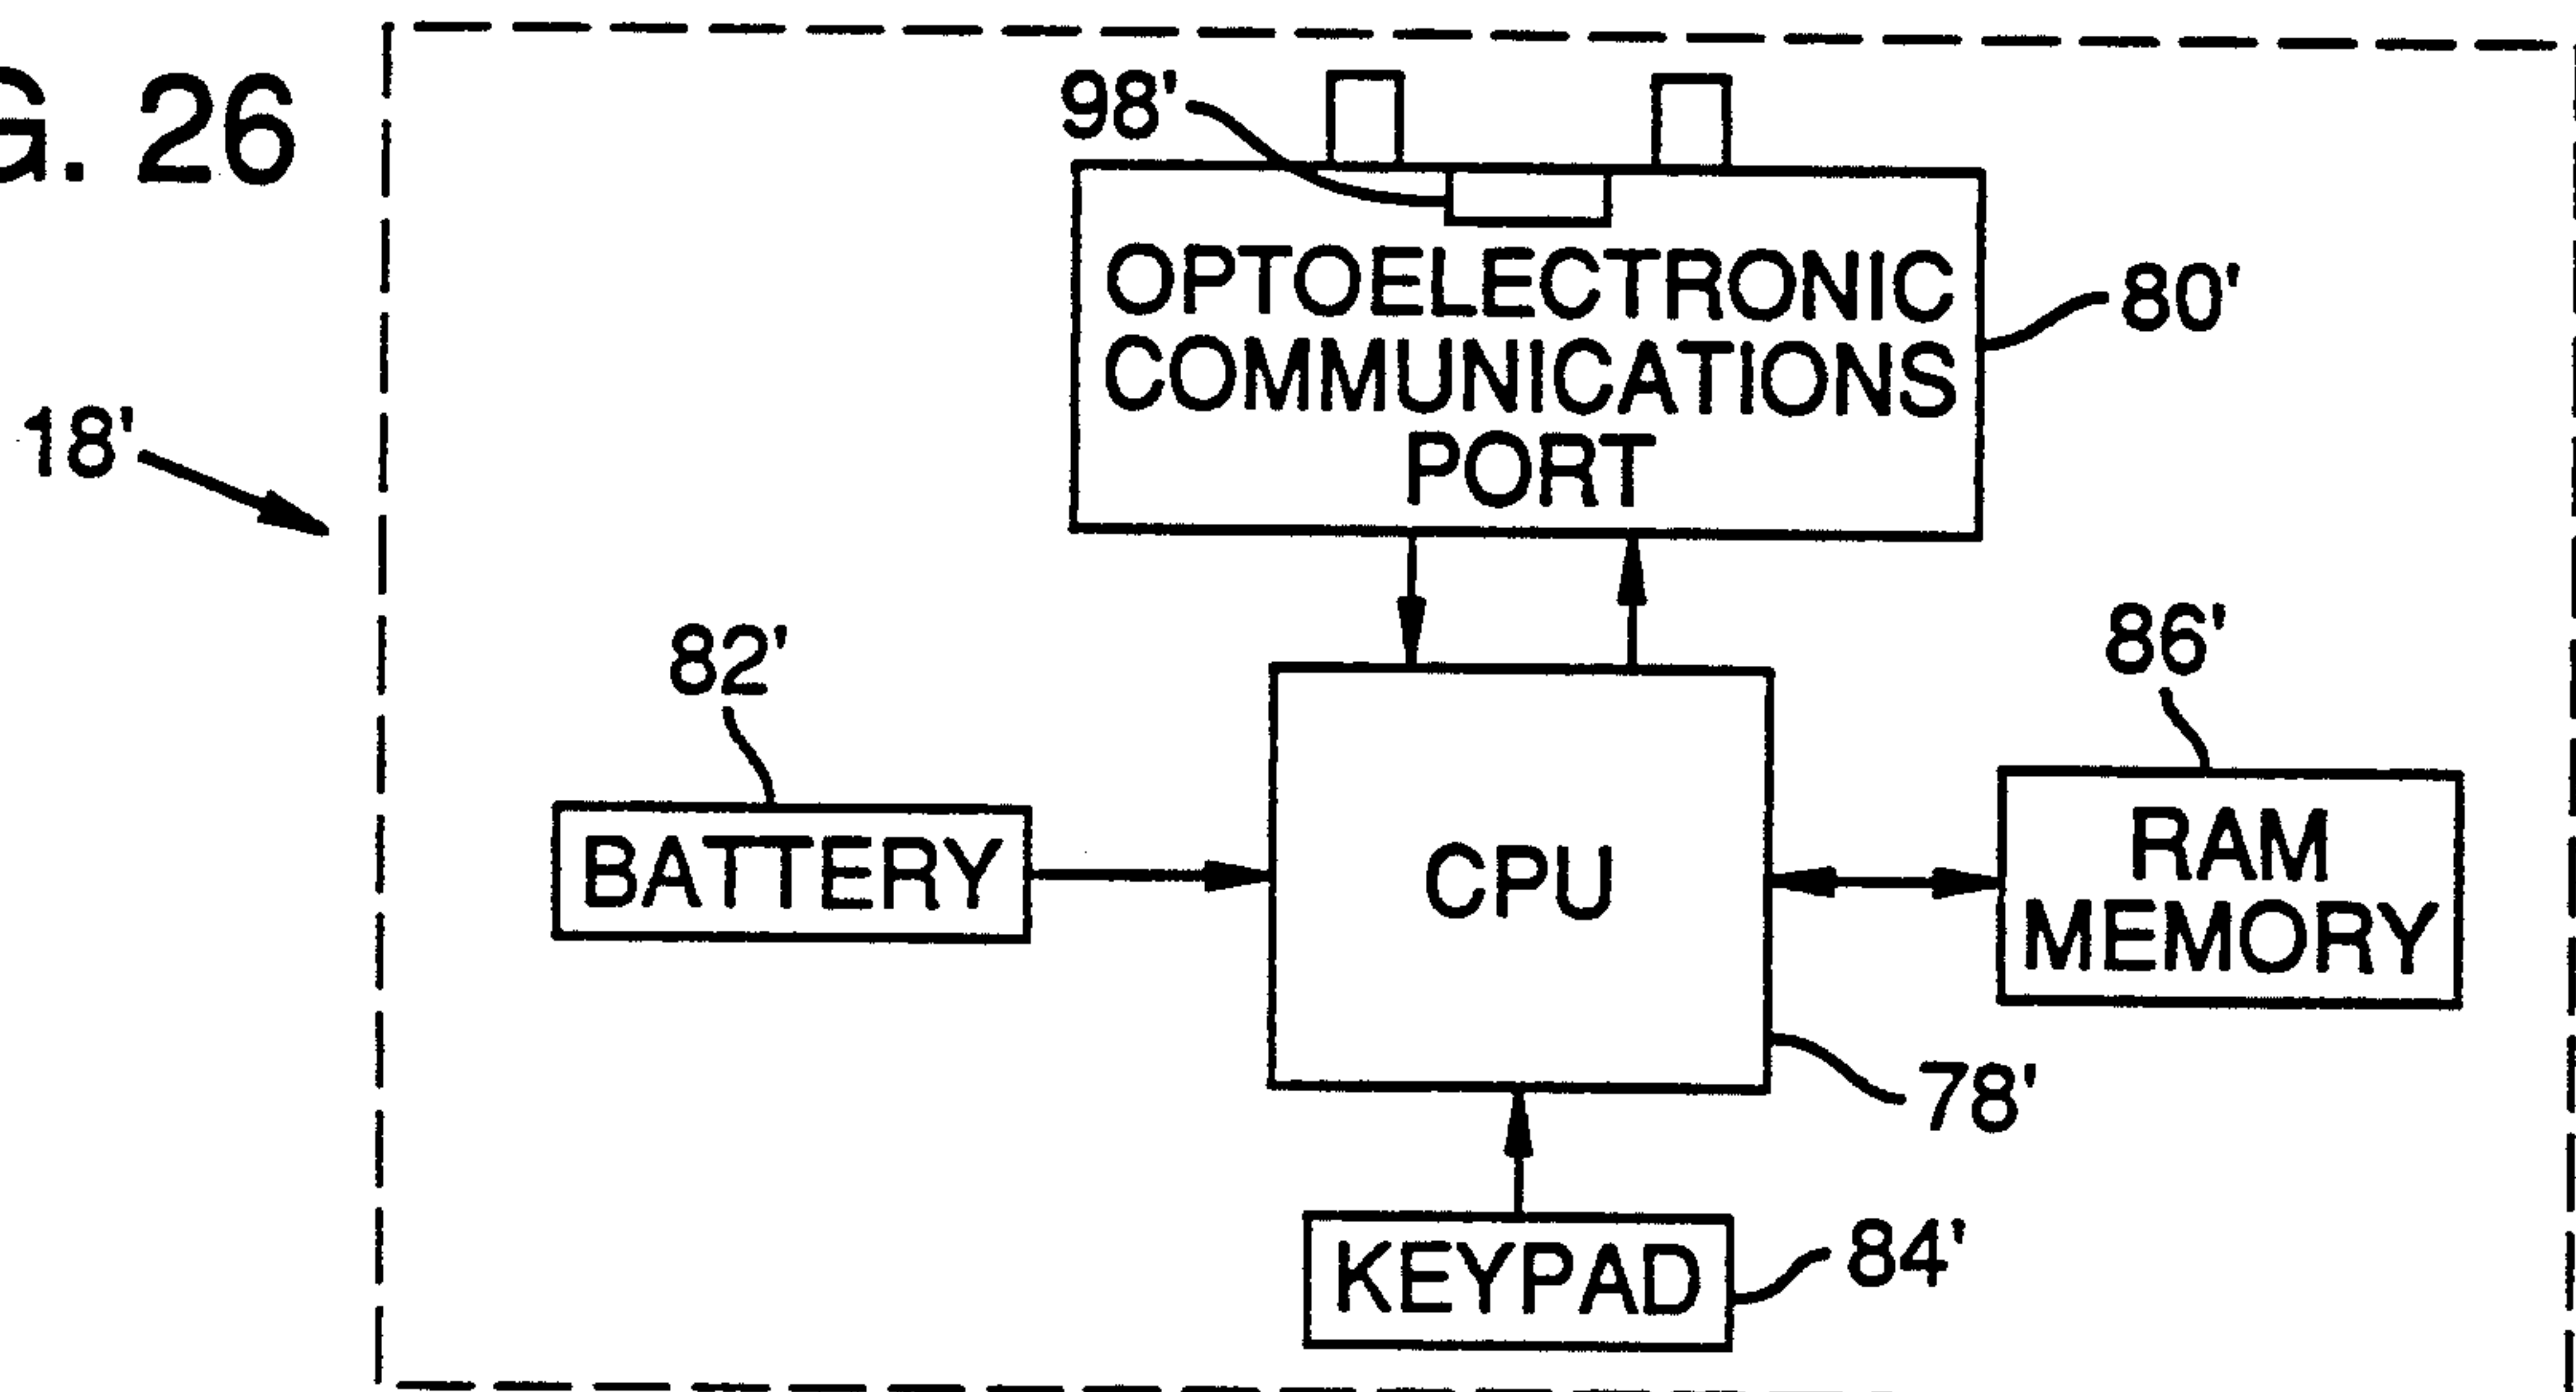 G. 26
98'
OPTOELECTRONIC
COMMUNICATIONS
PORT
80'
18'
82'
86'
BATTERY
CPU
RAM
MEMORY
78'
KEYPAD
84'